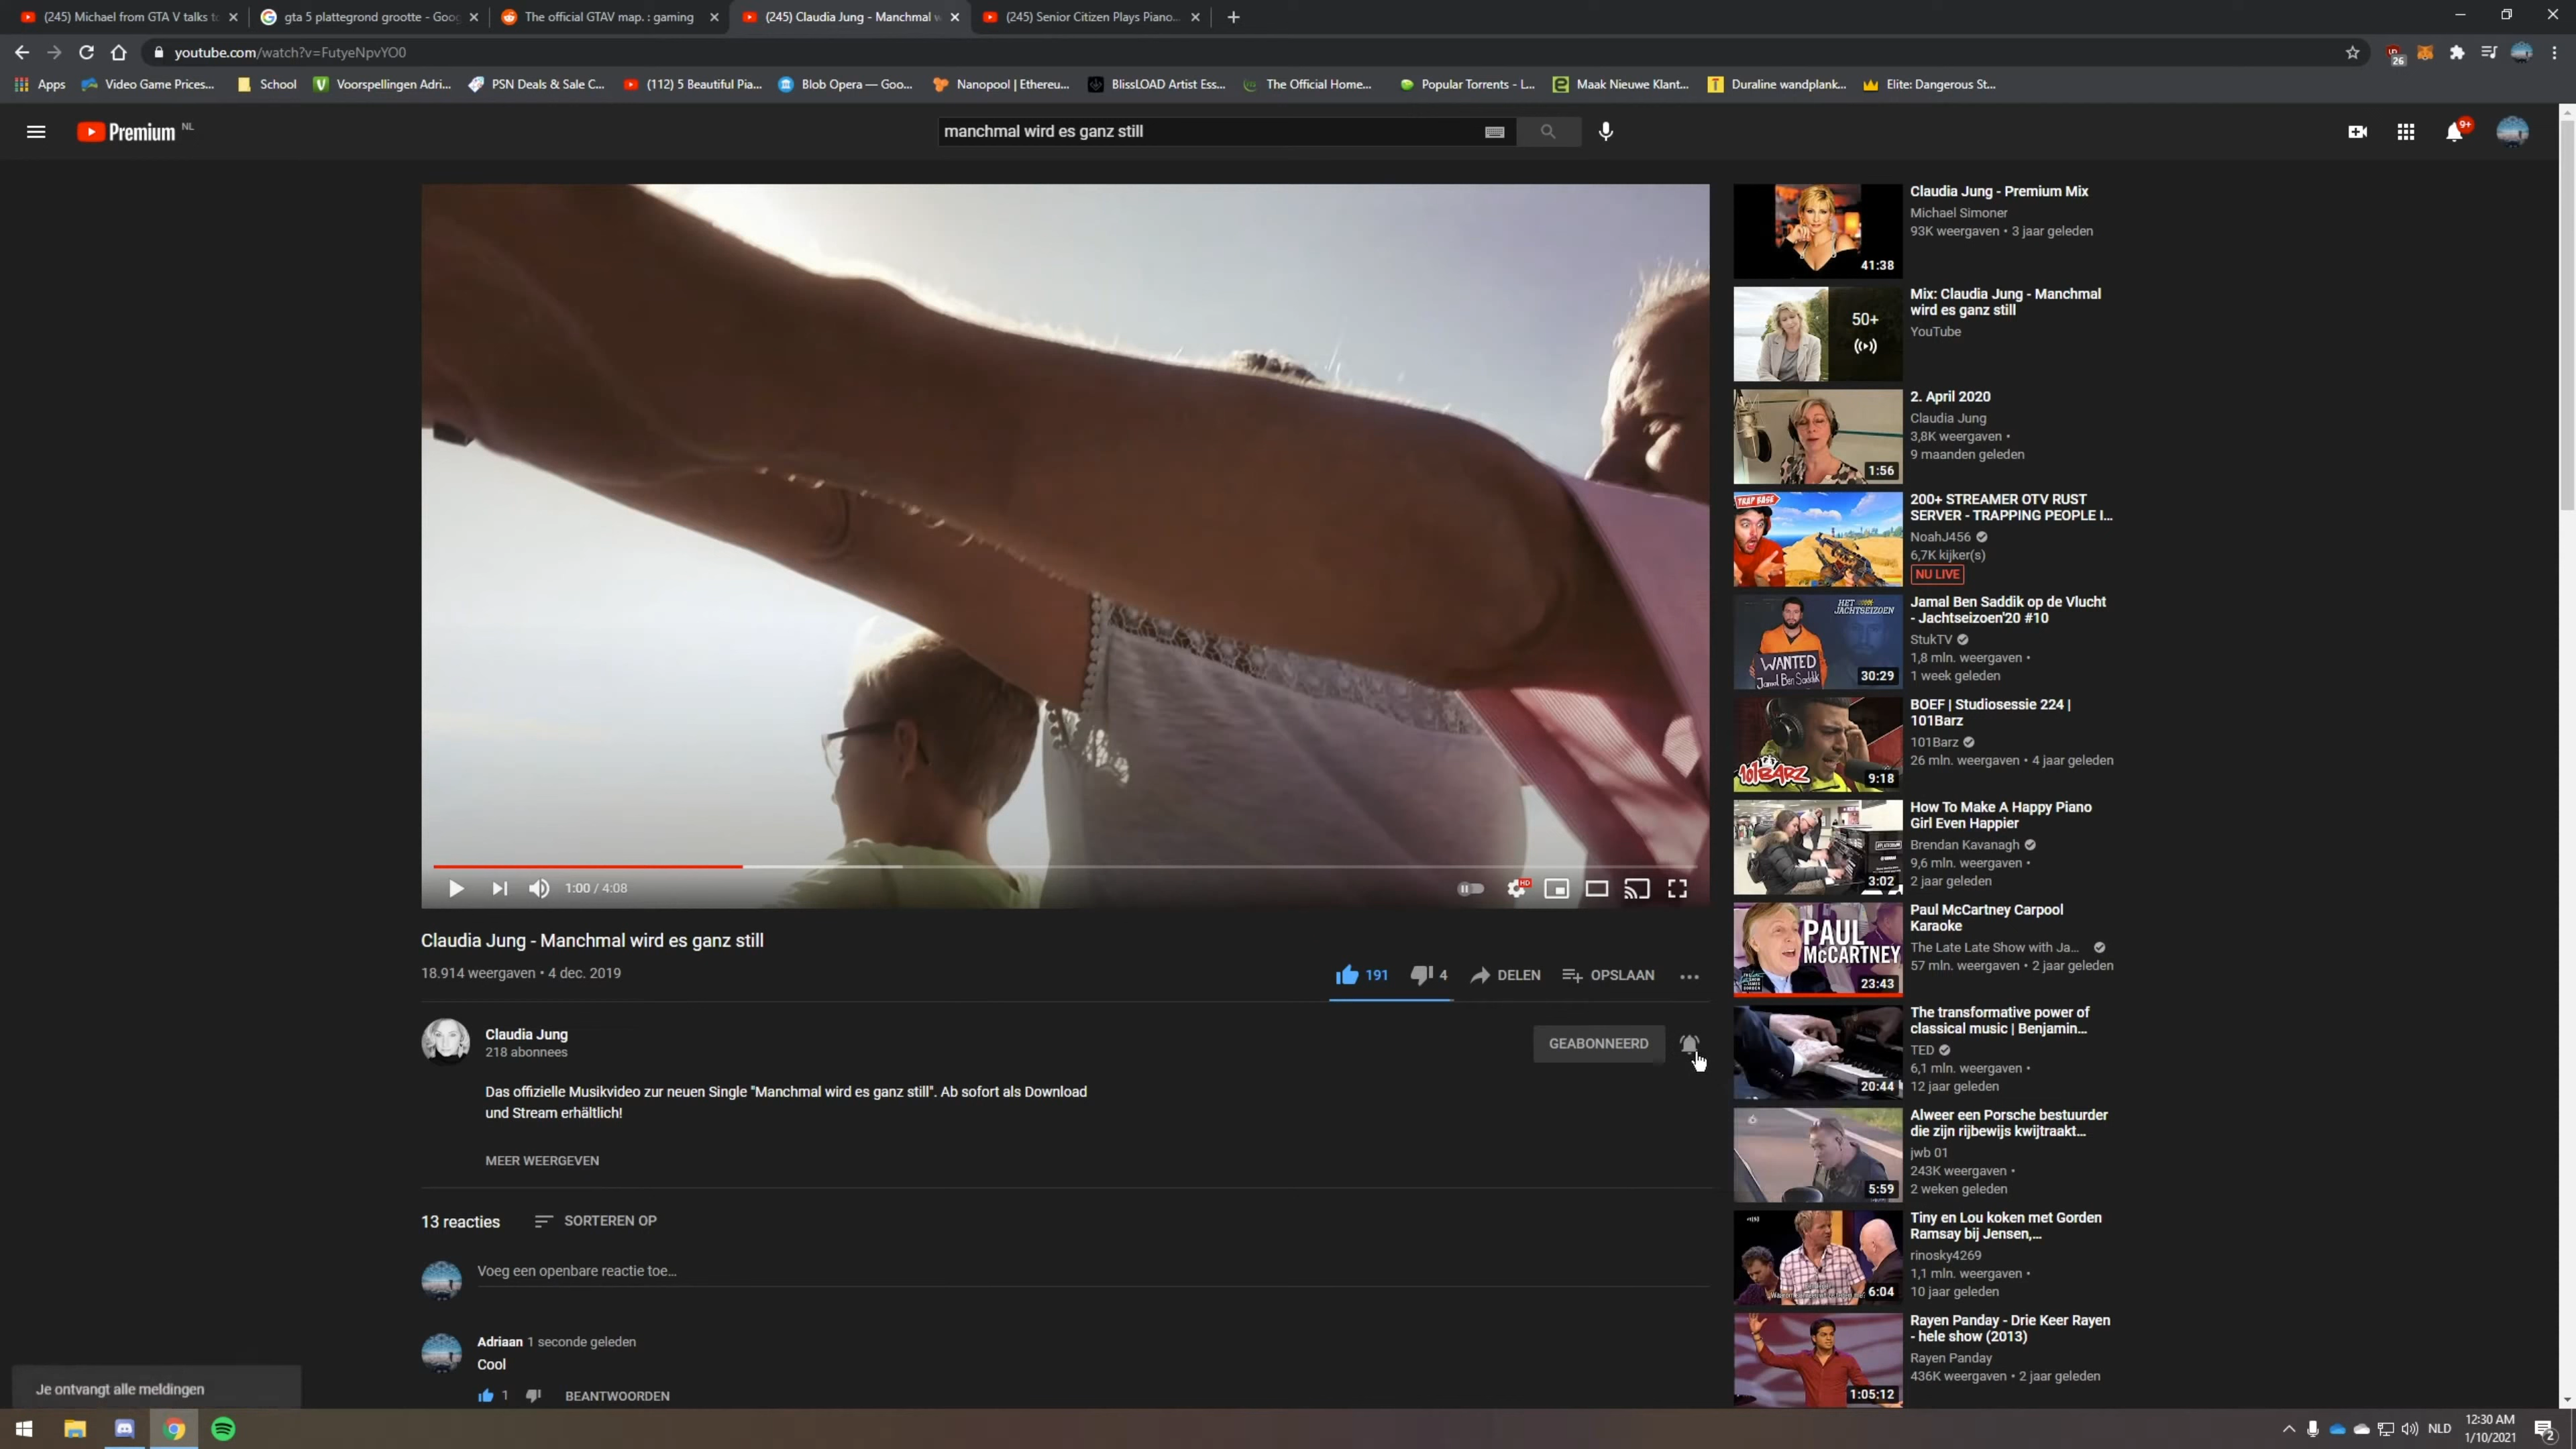 (245) Michael from GTA V talks to
gta 5 plattegrond grootte - Goog
The official GTAV map. : gaming
(245) Claudia Jung - Manchmal w
(245) Senior Citizen Plays Piano...
youtube.com/watch?v=FutyeNpvYO0
26
Apps
Video Game Prices...
School
Voorspellingen Adri...
PSN Deals & Sale C...
(112) 5 Beautiful Pia...
Blob Opera — Goo...
Nanopool | Ethereu...
BlissLOAD Artist Ess...
The Official Home...
Popular Torrents - L...
Maak Nieuwe Klant...
Duraline wandplank...
Elite: Dangerous St...
Premium NL
manchmal wird es ganz still
9+
1:00 / 4:08
HD
Claudia Jung - Manchmal wird es ganz still
18.914 weergaven • 4 dec. 2019
191
4
DELEN
OPSLAAN
Claudia Jung
218 abonnees
GEABONNEERD
Das offizielle Musikvideo zur neuen Single "Manchmal wird es ganz still". Ab sofort als Download
und Stream erhältlich!
MEER WEERGEVEN
13 reacties
SORTEREN OP
Voeg een openbare reactie toe...
Adriaan 1 seconde geleden
Cool
1
BEANTWOORDEN
Je ontvangt alle meldingen
41:38
Claudia Jung - Premium Mix
Michael Simoner
93K weergaven • 3 jaar geleden
50+
Mix: Claudia Jung - Manchmal
wird es ganz still
YouTube
1:56
2. April 2020
Claudia Jung
3,8K weergaven •
9 maanden geleden
TRAP BASE
200+ STREAMER OTV RUST
SERVER - TRAPPING PEOPLE I...
NoahJ456
6,7K kijker(s)
NU LIVE
HET
JACHTSEIZOEN
WANTED
Jamal Ben Saddik
30:29
Jamal Ben Saddik op de Vlucht
- Jachtseizoen'20 #10
StukTV
1,8 mln. weergaven •
1 week geleden
101BARZ
9:18
BOEF | Studiosessie 224 |
101Barz
101Barz
26 mln. weergaven • 4 jaar geleden
3:02
How To Make A Happy Piano
Girl Even Happier
Brendan Kavanagh
9,6 mln. weergaven •
2 jaar geleden
PAUL
McCARTNEY
23:43
Paul McCartney Carpool
Karaoke
The Late Late Show with Ja...
57 mln. weergaven • 2 jaar geleden
20:44
The transformative power of
classical music | Benjamin...
TED
6,1 mln. weergaven •
12 jaar geleden
6
5:59
Alweer een Porsche bestuurder
die zijn rijbewijs kwijtraakt...
jwb 01
243K weergaven •
2 weken geleden
6:04
Tiny en Lou koken met Gorden
Ramsay bij Jensen,...
rinosky4269
1,1 mln. weergaven •
10 jaar geleden
1:05:12
Rayen Panday - Drie Keer Rayen
- hele show (2013)
Rayen Panday
436K weergaven • 2 jaar geleden
NLD
12:30 AM
1/10/2021
2